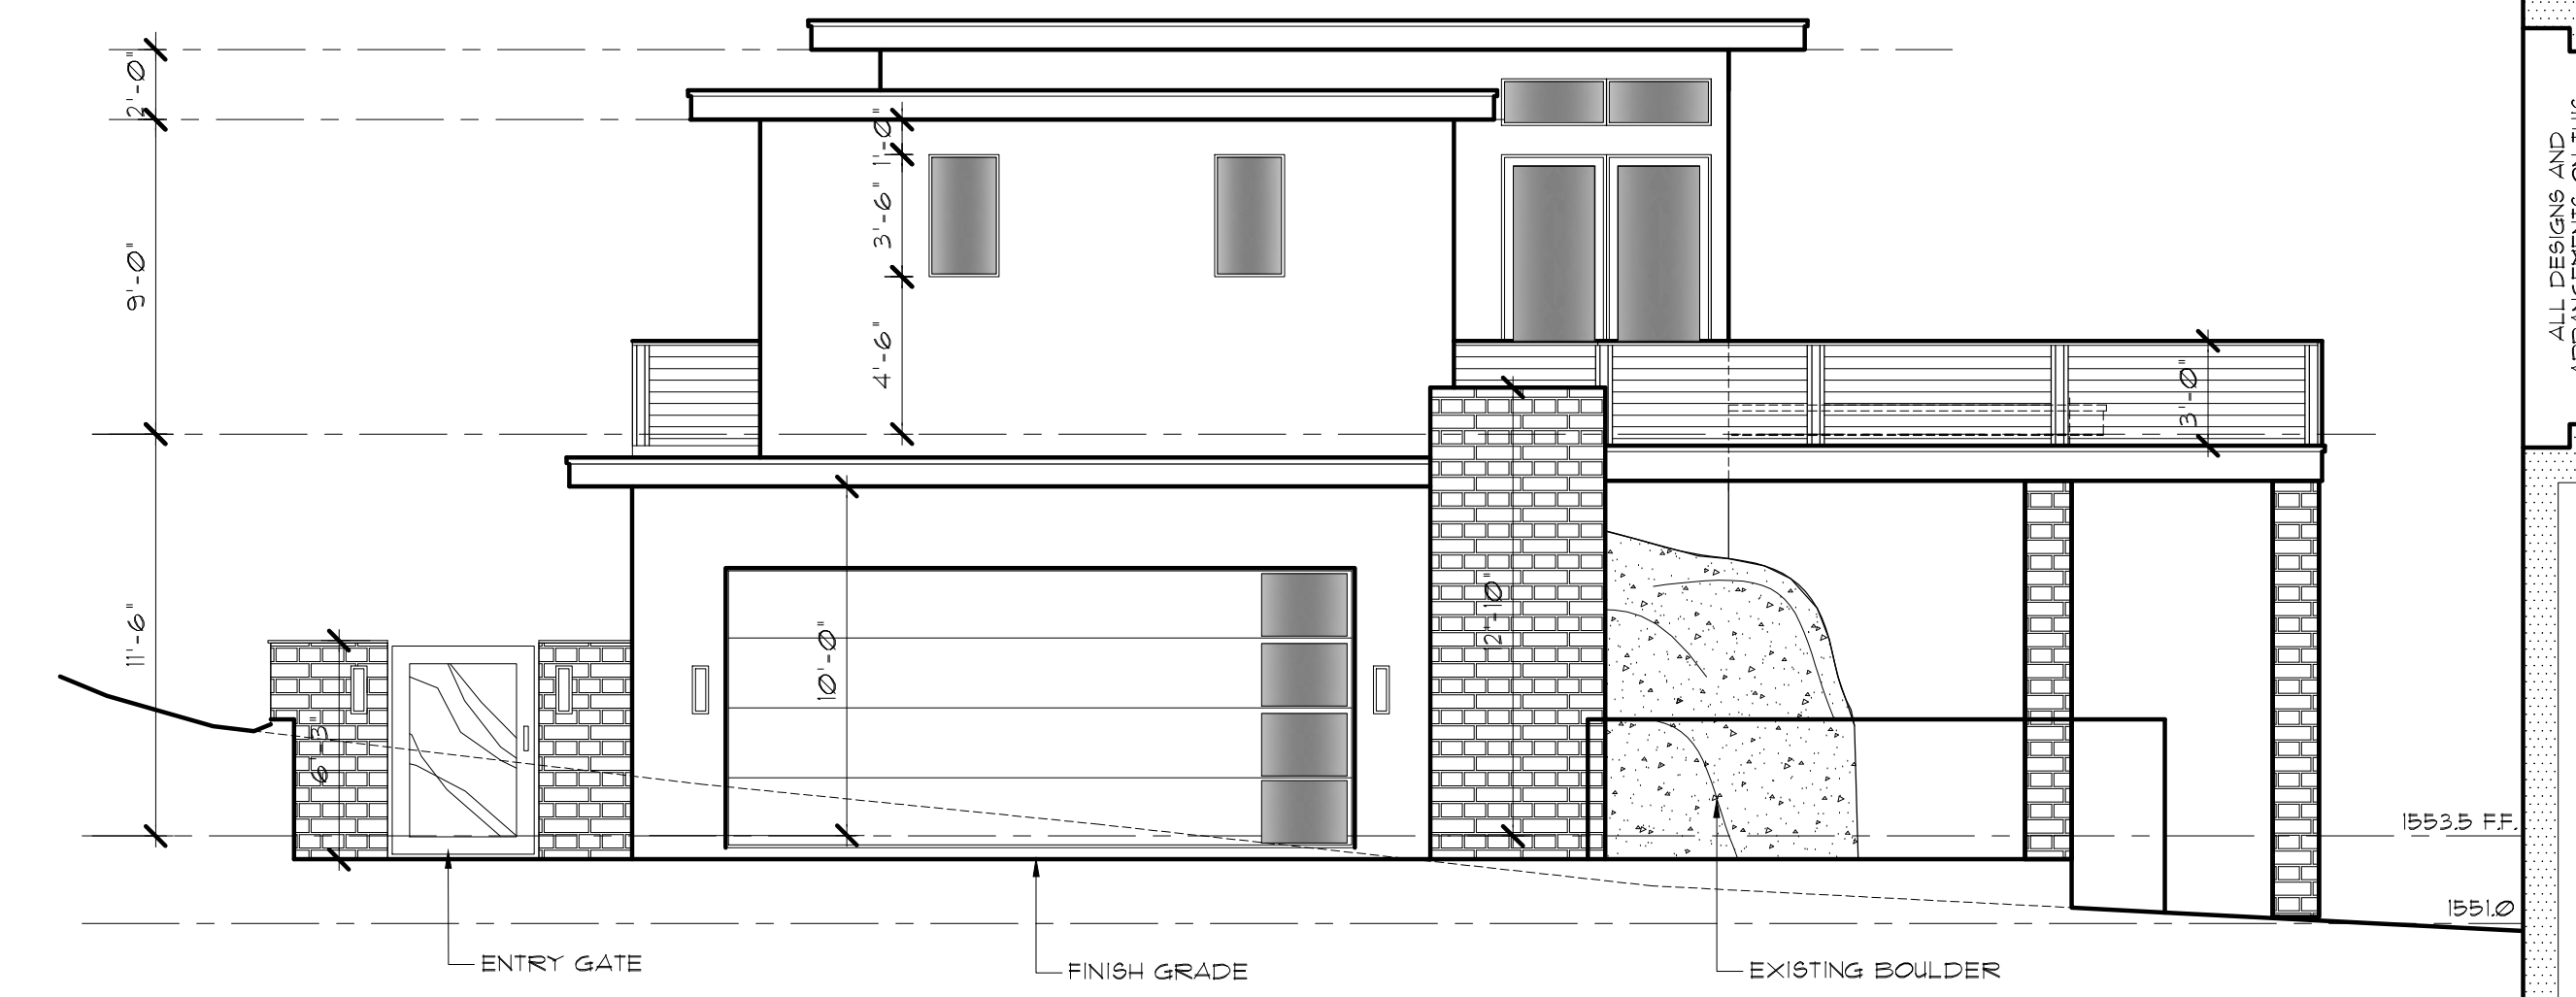 2'-0"
9'-0"
11'-6"
1'-0"
3'-6"
4'-6"
3'-0"
10'-0"
12'-10"
6'-3"
1553.5 F.F.
1551.0
ENTRY GATE
FINISH GRADE
EXISTING BOULDER
ALL DESIGNS AND